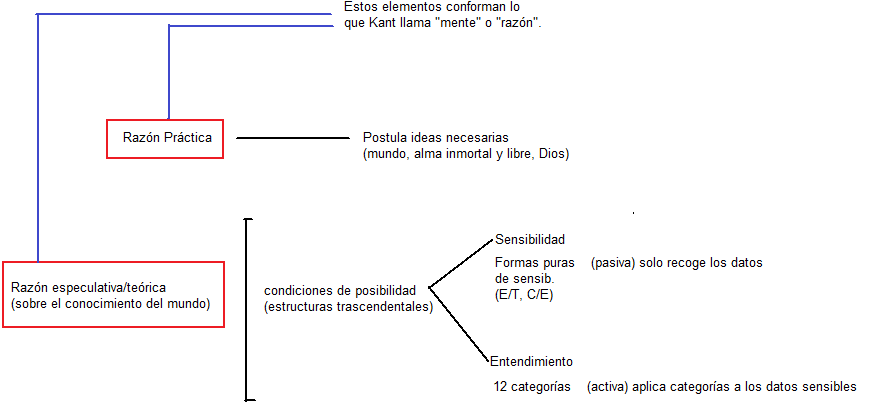 Estos elementos conforman lo
que Kant llama "mente" o "razón".
Razón Práctica
Postula ideas necesarias
(mundo, alma inmortal y libre, Dios)
Razón especulativa/teórica
(sobre el conocimiento del mundo)
condiciones de posibilidad
(estructuras trascendentales)
Sensibilidad
Formas puras (pasiva) solo recoge los datos
de sensib.
(E/T, C/E)
Entendimiento
12 categorías (activa) aplica categorías a los datos sensibles